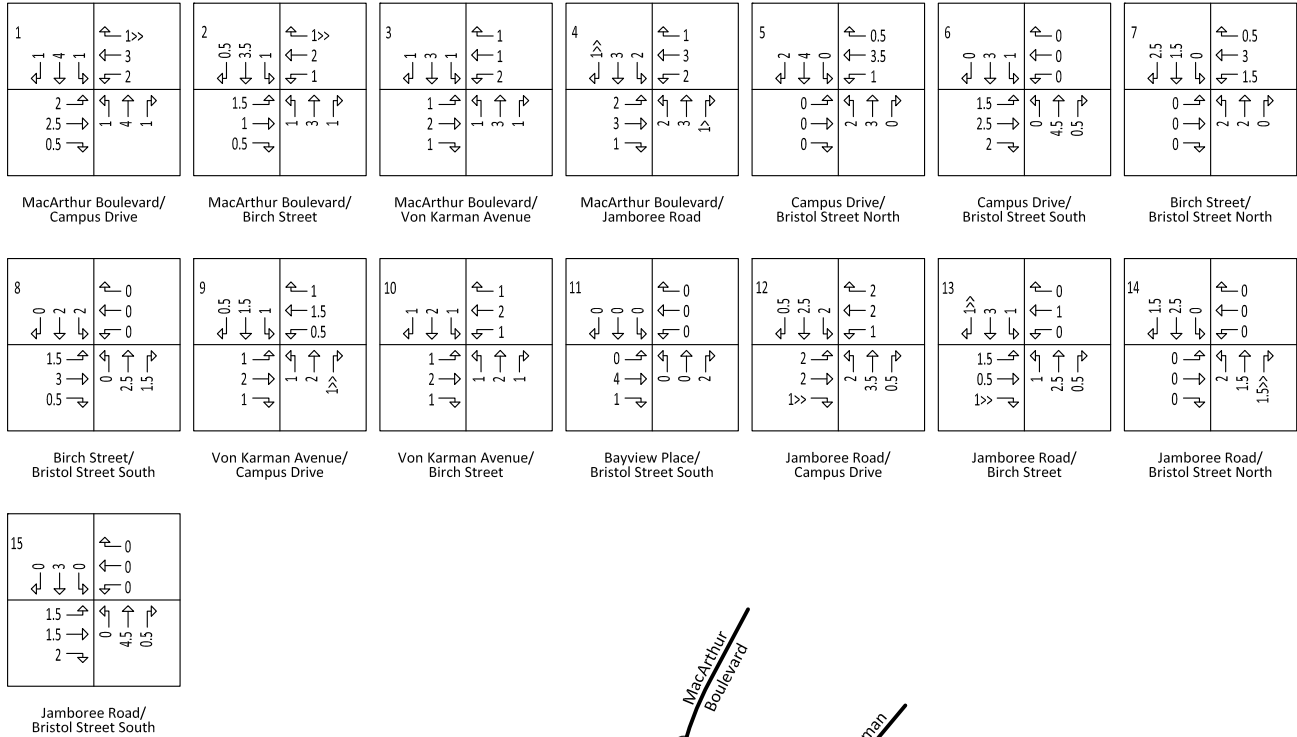 1
1 4 1
1>>
3
2
2
2.5
0.5
1 4 1
MacArthur Boulevard/
Campus Drive
2
0.5 3.5 1
1>>
2
1
1.5
1
0.5
1 3 1
MacArthur Boulevard/
Birch Street
3
1 3 1
1
1
2
1
2
1
1 3 1
MacArthur Boulevard/
Von Karman Avenue
4
1>> 3 2
1
3
2
2
3
1
2 3 1>
MacArthur Boulevard/
Jamboree Road
5
2 4 0
0.5
3.5
1
0
0
0
2 3 0
Campus Drive/
Bristol Street North
6
0 3 1
0
0
0
1.5
2.5
2
0 4.5 0.5
Campus Drive/
Bristol Street South
7
2.5 1.5 0
0.5
3
1.5
0
0
0
2 2 0
Birch Street/
Bristol Street North
8
0 2 2
0
0
0
1.5
3
0.5
0 2.5 1.5
Birch Street/
Bristol Street South
9
0.5 1.5 1
1
1.5
0.5
1
2
1
1 2 1>>
Von Karman Avenue/
Campus Drive
10
1 2 1
1
2
1
1
2
1
1 2 1
Von Karman Avenue/
Birch Street
11
0 0 0
0
0
0
0
4
1
0 0 2
Bayview Place/
Bristol Street South
12
0.5 2.5 2
2
2
1
2
2
1>>
2 3.5 0.5
Jamboree Road/
Campus Drive
13
1>> 3 1
0
1
0
1.5
0.5
1>>
1 2.5 0.5
Jamboree Road/
Birch Street
14
1.5 2.5 0
0
0
0
0
0
0
2 1.5 1.5>>
Jamboree Road/
Bristol Street North
15
0 3 0
0
0
0
1.5
1.5
2
0 4.5 0.5
Jamboree Road/
Bristol Street South
MacArthur
Boulevard
man